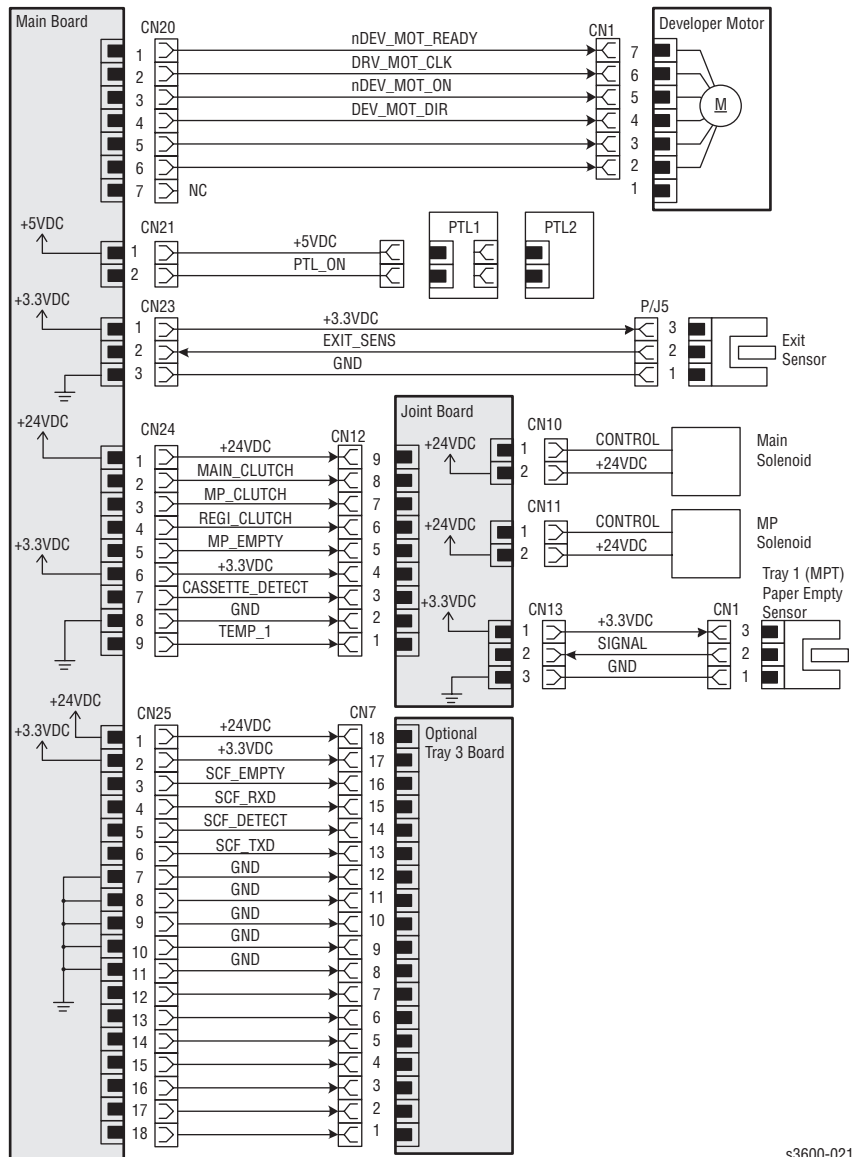 Main Board
CN20
CN1
Developer Motor
1 nDEV_MOT_READY 7
2 DRV_MOT_CLK 6
3 nDEV_MOT_ON 5
4 DEV_MOT_DIR 4
5 3
6 2
7 NC 1
M
+5VDC
CN21
PTL1
PTL2
1 +5VDC
2 PTL_ON
+3.3VDC
CN23
P/J5
1 +3.3VDC 3
2 EXIT_SENS 2
3 GND 1
Exit
Sensor
+24VDC
+3.3VDC
CN24
CN12
1 +24VDC 9
2 MAIN_CLUTCH 8
3 MP_CLUTCH 7
4 REGI_CLUTCH 6
5 MP_EMPTY 5
6 +3.3VDC 4
7 CASSETTE_DETECT 3
8 GND 2
9 TEMP_1 1
Joint Board
+24VDC
CN10
1 CONTROL
2 +24VDC
Main
Solenoid
+24VDC
CN11
1 CONTROL
2 +24VDC
MP
Solenoid
Tray 1 (MPT)
Paper Empty
Sensor
+3.3VDC
CN13
CN1
1 +3.3VDC 3
2 SIGNAL 2
3 GND 1
+24VDC
+3.3VDC
CN25
CN7
Optional
Tray 3 Board
1 +24VDC 18
2 +3.3VDC 17
3 SCF_EMPTY 16
4 SCF_RXD 15
5 SCF_DETECT 14
6 SCF_TXD 13
7 GND 12
8 GND 11
9 GND 10
10 GND 9
11 GND 8
12 7
13 6
14 5
15 4
16 3
17 2
18 1
s3600-021